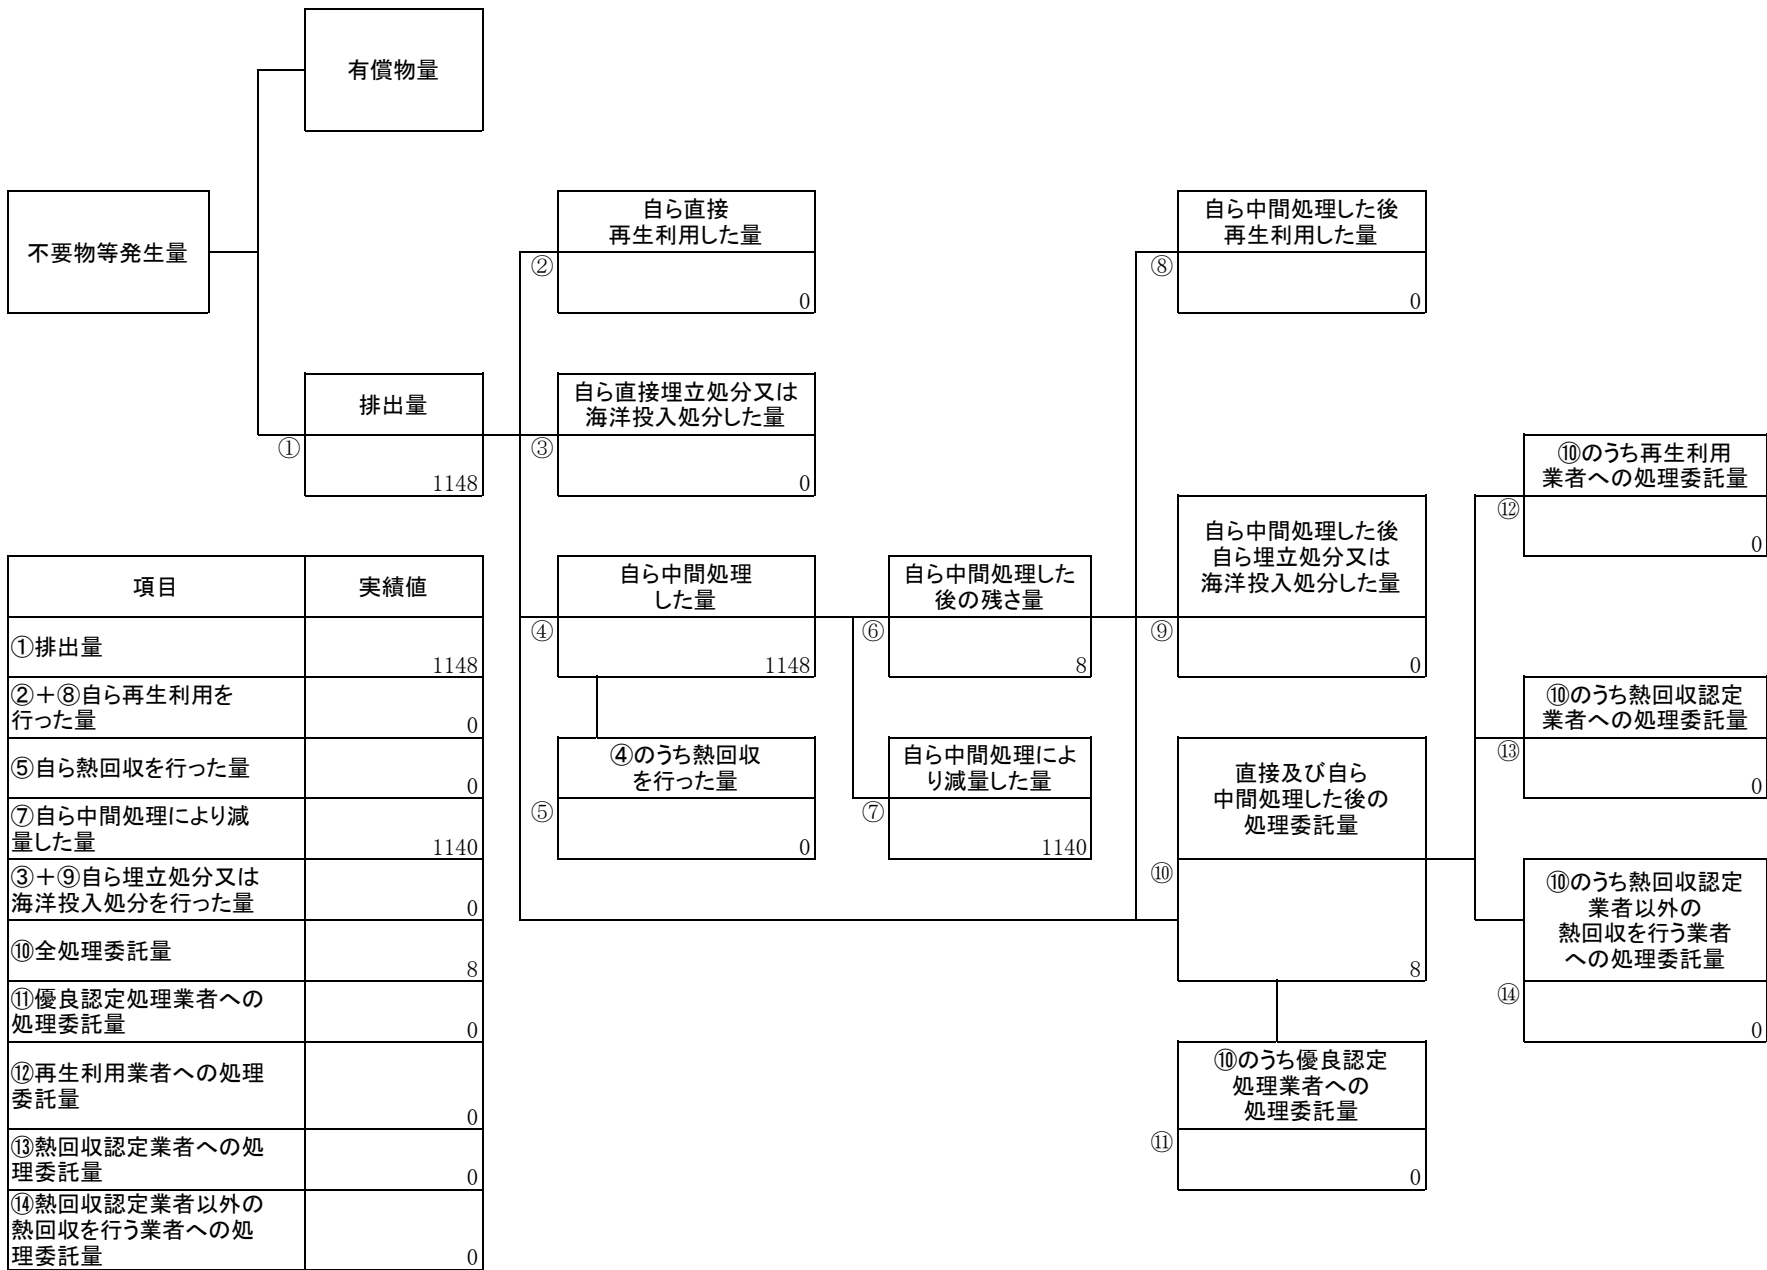 有償物量
不要物等発生量
自ら直接
再生利用した量
②
0
自ら中間処理した後
再生利用した量
⑧
0
排出量
①
1148
自ら直接埋立処分又は
海洋投入処分した量
③
0
⑩のうち再生利用
業者への処理委託量
⑫
0
自ら中間処理
した量
④
1148
自ら中間処理した
後の残さ量
⑥
8
自ら中間処理した後
自ら埋立処分又は
海洋投入処分した量
⑨
0
⑩のうち熱回収認定
業者への処理委託量
⑬
0
④のうち熱回収
を行った量
⑤
0
自ら中間処理によ
り減量した量
⑦
1140
直接及び自ら
中間処理した後の
処理委託量
⑩
8
⑩のうち熱回収認定
業者以外の
熱回収を行う業者
への処理委託量
⑭
0
⑩のうち優良認定
処理業者への
処理委託量
⑪
0
項目 実績値
①排出量
1148
②+⑧自ら再生利用を
行った量 0
⑤自ら熱回収を行った量
0
⑦自ら中間処理により減
量した量 1140
③+⑨自ら埋立処分又は
海洋投入処分を行った量 0
⑩全処理委託量
8
⑪優良認定処理業者への
処理委託量 0
⑫再生利用業者への処理
委託量
0
⑬熱回収認定業者への処
理委託量 0
⑭熱回収認定業者以外の
熱回収を行う業者への処
理委託量 0